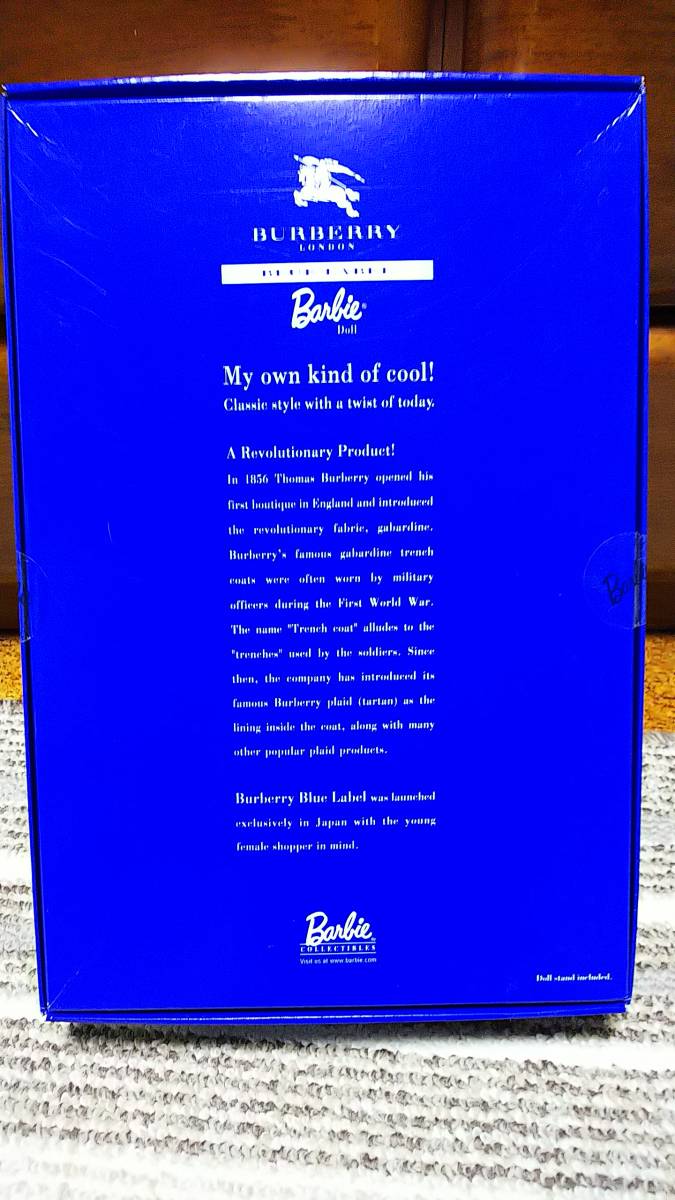 BURBERRY
LONDON
BLUE LABEL
Barbie®
Doll
My own kind of cool!
Classic style with a twist of today.
A Revolutionary Product!
In 1856 Thomas Burberry opened his
first boutique in England and introduced
the revolutionary fabric, gabardine.
Burberry's famous gabardine trench
coats were often worn by military
officers during the First World War.
The name "Trench coat" alludes to the
"trenches" used by the soldiers. Since
then, the company has introduced its
famous Burberry plaid (tartan) as the
lining inside the coat, along with many
other popular plaid products.
Burberry Blue Label was launched
exclusively in Japan with the young
female shopper in mind.
Barbie
COLLECTIBLES
Visit us at www.barbie.com
Doll stand included.